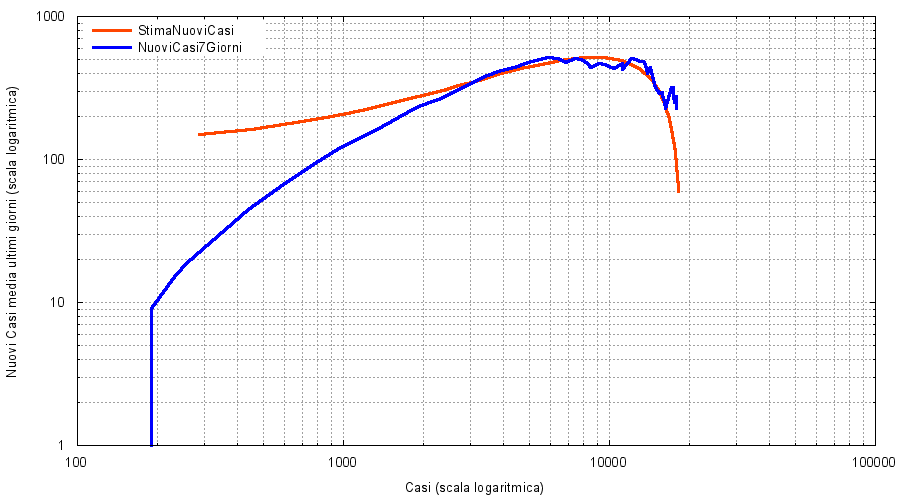 1000
StimaNuoviCasi
NuoviCasi7Giorni
100
10
1
100
1000
10000
100000
Nuovi Casi media ultimi giorni (scala logaritmica)
Casi (scala logaritmica)